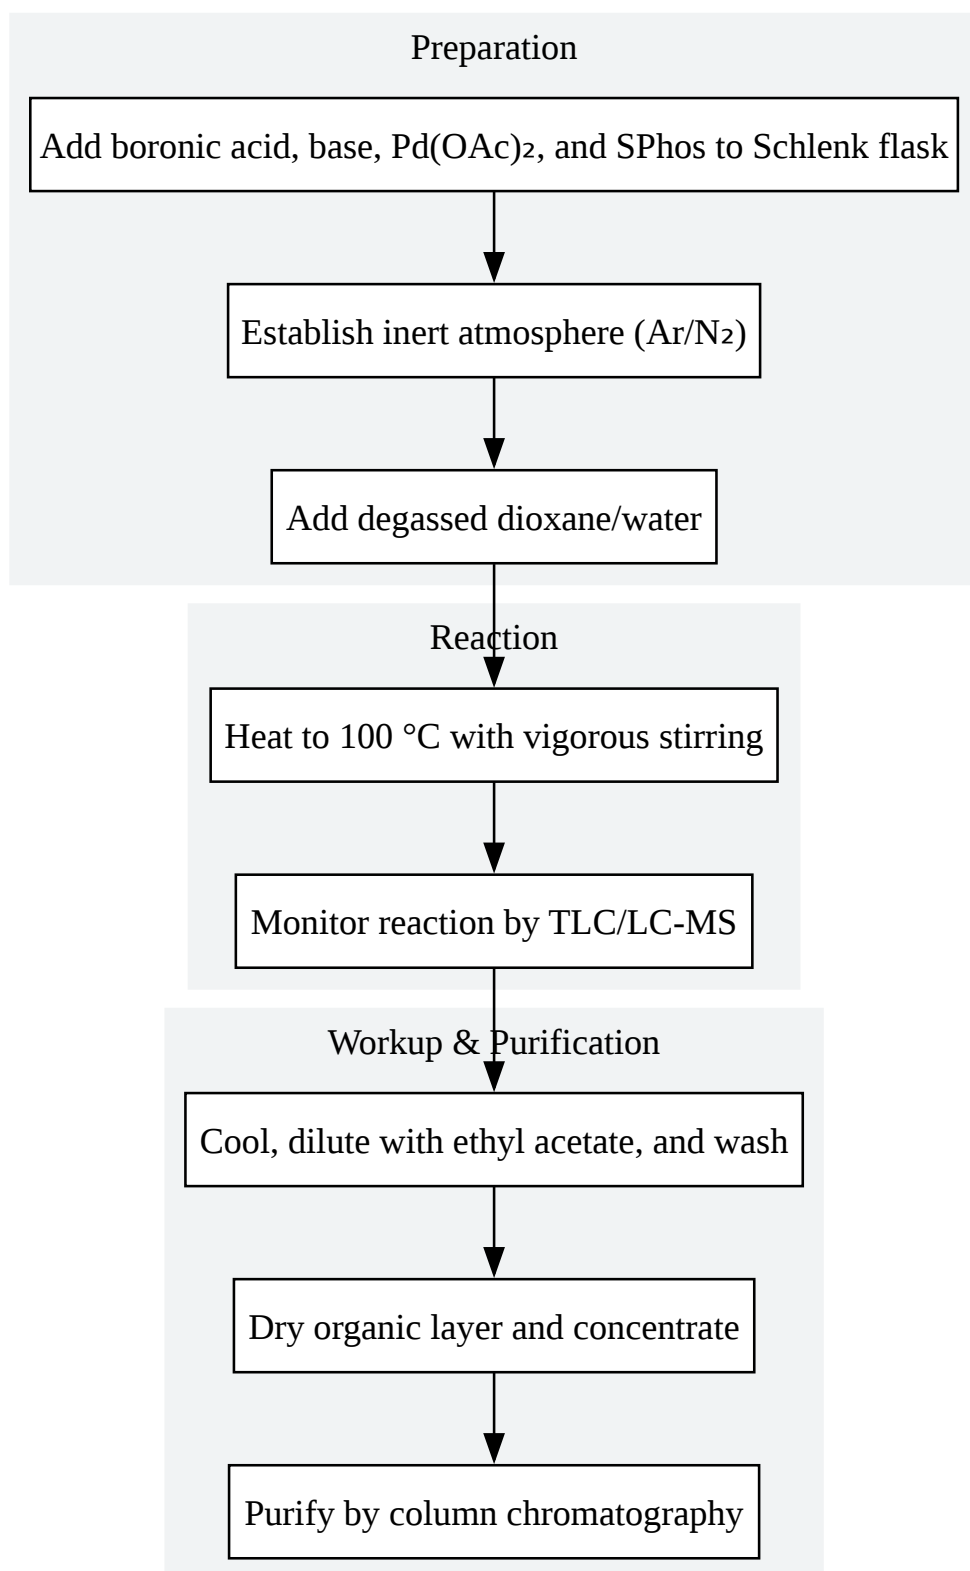 Preparation
Add boronic acid, base, Pd(OAc)₂, and SPhos to Schlenk flask
Establish inert atmosphere (Ar/N₂)
Add degassed dioxane/water
Reaction
Heat to 100 °C with vigorous stirring
Monitor reaction by TLC/LC-MS
Workup & Purification
Cool, dilute with ethyl acetate, and wash
Dry organic layer and concentrate
Purify by column chromatography